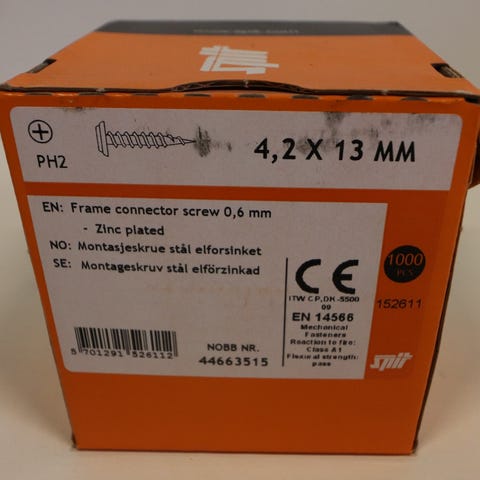 spit
PH2
4,2 X 13 MM
EN: Frame connector screw 0,6 mm
- Zinc plated
NO: Montasjeskrue stål elforsinket
SE: Montageskruv stål elförzinkad
1000
PCS
152611
CE
ITW C.P, DK-5500
09
EN 14566
Mechanical
Fasteners
Reaction to fire:
Class A1
Flexural strength:
pass
5 701291 526112
NOBB NR.
44663515
spit